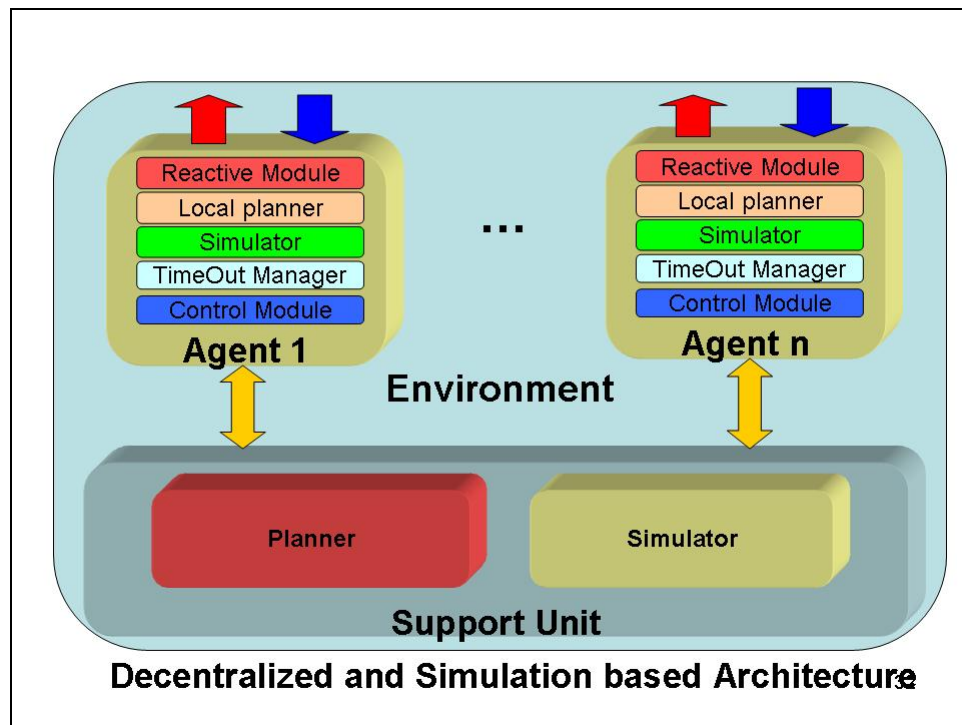 Reactive Module
Local planner
Simulator
TimeOut Manager
Control Module
Agent 1
...
Reactive Module
Local planner
Simulator
TimeOut Manager
Control Module
Agent n
Environment
Planner
Simulator
Support Unit
Decentralized and Simulation based Architecture